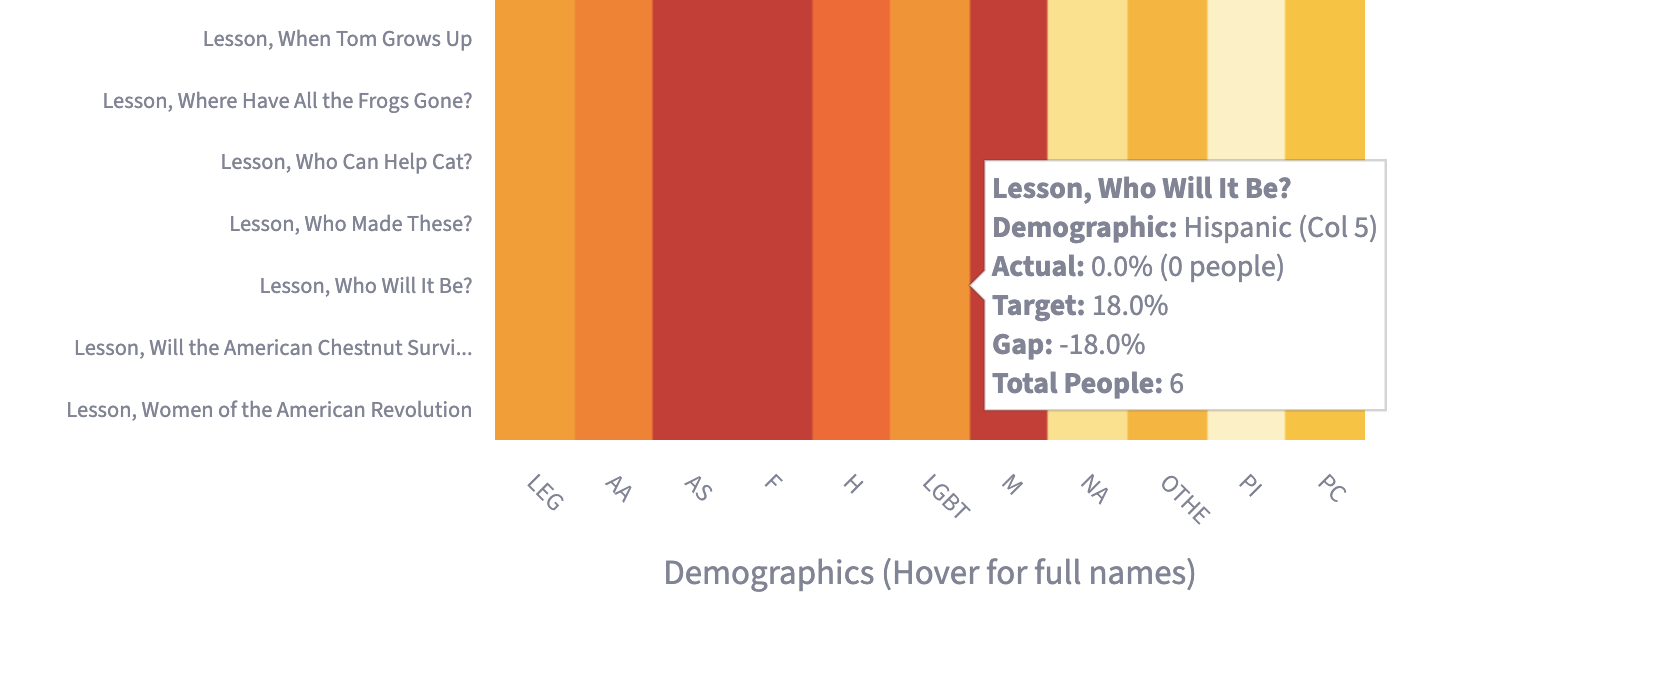 Lesson, When Tom Grows Up
Lesson, Where Have All the Frogs Gone?
Lesson, Who Can Help Cat?
Lesson, Who Made These?
Lesson, Who Will It Be?
Lesson, Will the American Chestnut Survi...
Lesson, Women of the American Revolution
Lesson, Who Will It Be?
Demographic: Hispanic (Col 5)
Actual: 0.0% (0 people)
Target: 18.0%
Gap: -18.0%
Total People: 6
LEG
AA
AS
F
H
LGBT
M
NA
OTHE
PI
PC
Demographics (Hover for full names)